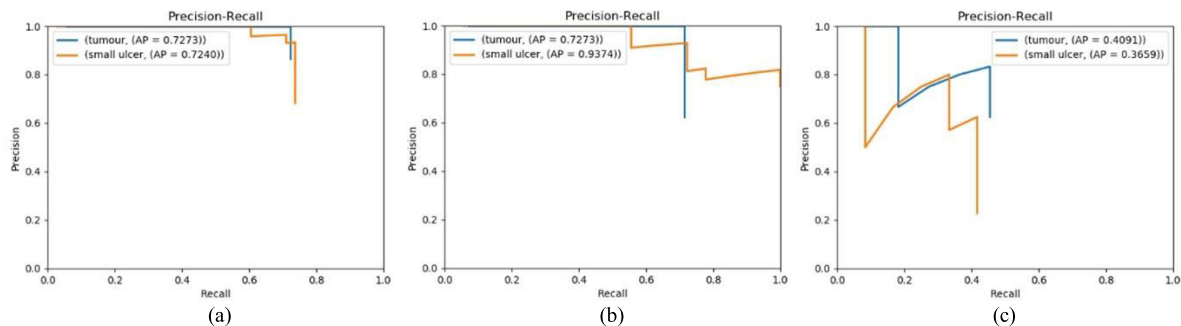 Precision-Recall
1.0
0.8
0.6
0.4
0.2
0.0
Precision
(tumour, (AP = 0.7273))
(small ulcer, (AP = 0.7240))
0.0 0.2 0.4 0.6 0.8 1.0
Recall
(a)
Precision-Recall
1.0
0.8
0.6
0.4
0.2
0.0
Precision
(tumour, (AP = 0.7273))
(small ulcer, (AP = 0.9374))
0.0 0.2 0.4 0.6 0.8 1.0
Recall
(b)
Precision-Recall
1.0
0.8
0.6
0.4
0.2
0.0
Precision
(tumour, (AP = 0.4091))
(small ulcer, (AP = 0.3659))
0.0 0.2 0.4 0.6 0.8 1.0
Recall
(c)